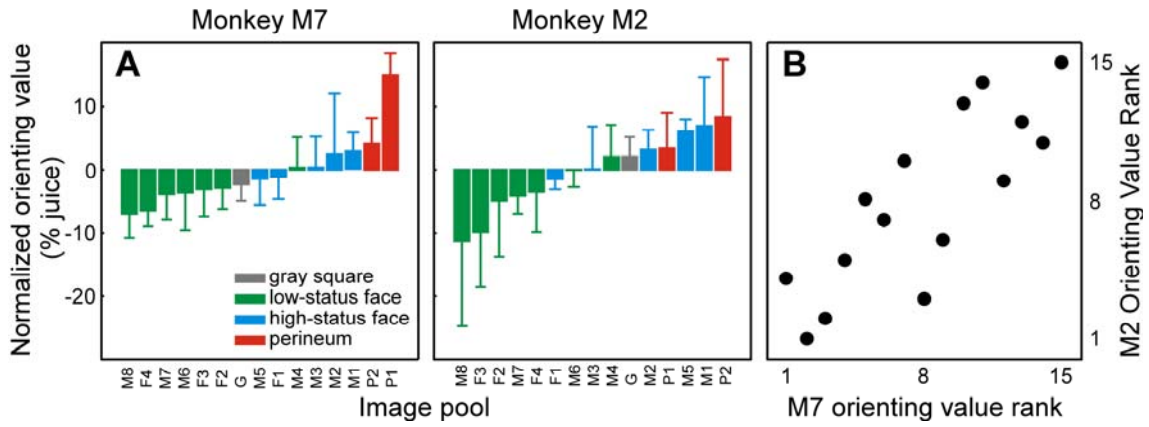 Monkey M7
Monkey M2
A
B
Normalized orienting value
(% juice)
10
0
-10
-20
gray square
low-status face
high-status face
perineum
M8 F4 M7 M6 F3 F2 G M5 F1 M4 M3 M2 M1 P2 P1
M8 F3 F2 M7 F4 F1 M6 M3 M4 G M2 P1 M5 M1 P2
Image pool
15
8
1
M2 Orienting Value Rank
1 8 15
M7 orienting value rank